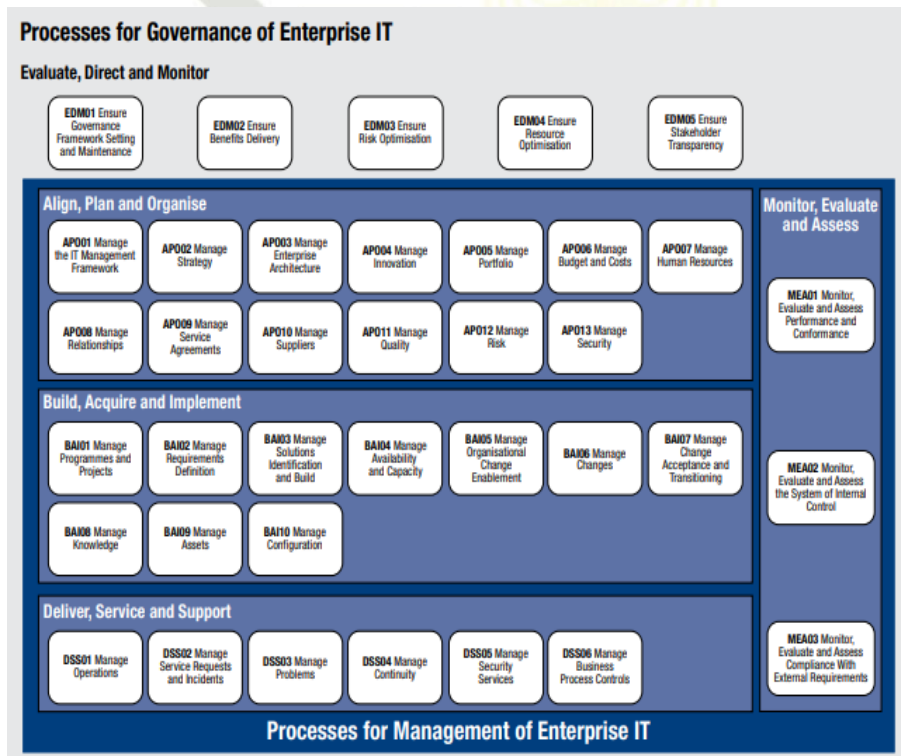 Processes for Governance of Enterprise IT
Evaluate, Direct and Monitor
EDM01 Ensure
Governance
Framework Setting
and Maintenance
EDM02 Ensure
Benefits Delivery
EDM03 Ensure
Risk Optimisation
EDM04 Ensure
Resource
Optimisation
EDM05 Ensure
Stakeholder
Transparency
Align, Plan and Organise
APO01 Manage
the IT Management
Framework
APO02 Manage
Strategy
APO03 Manage
Enterprise
Architecture
APO04 Manage
Innovation
APO05 Manage
Portfolio
APO06 Manage
Budget and Costs
APO07 Manage
Human Resources
APO08 Manage
Relationships
APO09 Manage
Service
Agreements
APO10 Manage
Suppliers
APO11 Manage
Quality
APO12 Manage
Risk
APO13 Manage
Security
Build, Acquire and Implement
BAI01 Manage
Programmes and
Projects
BAI02 Manage
Requirements
Definition
BAI03 Manage
Solutions
Identification
and Build
BAI04 Manage
Availability
and Capacity
BAI05 Manage
Organisational
Change
Enablement
BAI06 Manage
Changes
BAI07 Manage
Change
Acceptance and
Transitioning
BAI08 Manage
Knowledge
BAI09 Manage
Assets
BAI10 Manage
Configuration
Deliver, Service and Support
DSS01 Manage
Operations
DSS02 Manage
Service Requests
and Incidents
DSS03 Manage
Problems
DSS04 Manage
Continuity
DSS05 Manage
Security
Services
DSS06 Manage
Business
Process Controls
Monitor, Evaluate
and Assess
MEA01 Monitor,
Evaluate and Assess
Performance and
Conformance
MEA02 Monitor,
Evaluate and Assess
the System of Internal
Control
MEA03 Monitor,
Evaluate and Assess
Compliance With
External Requirements
Processes for Management of Enterprise IT